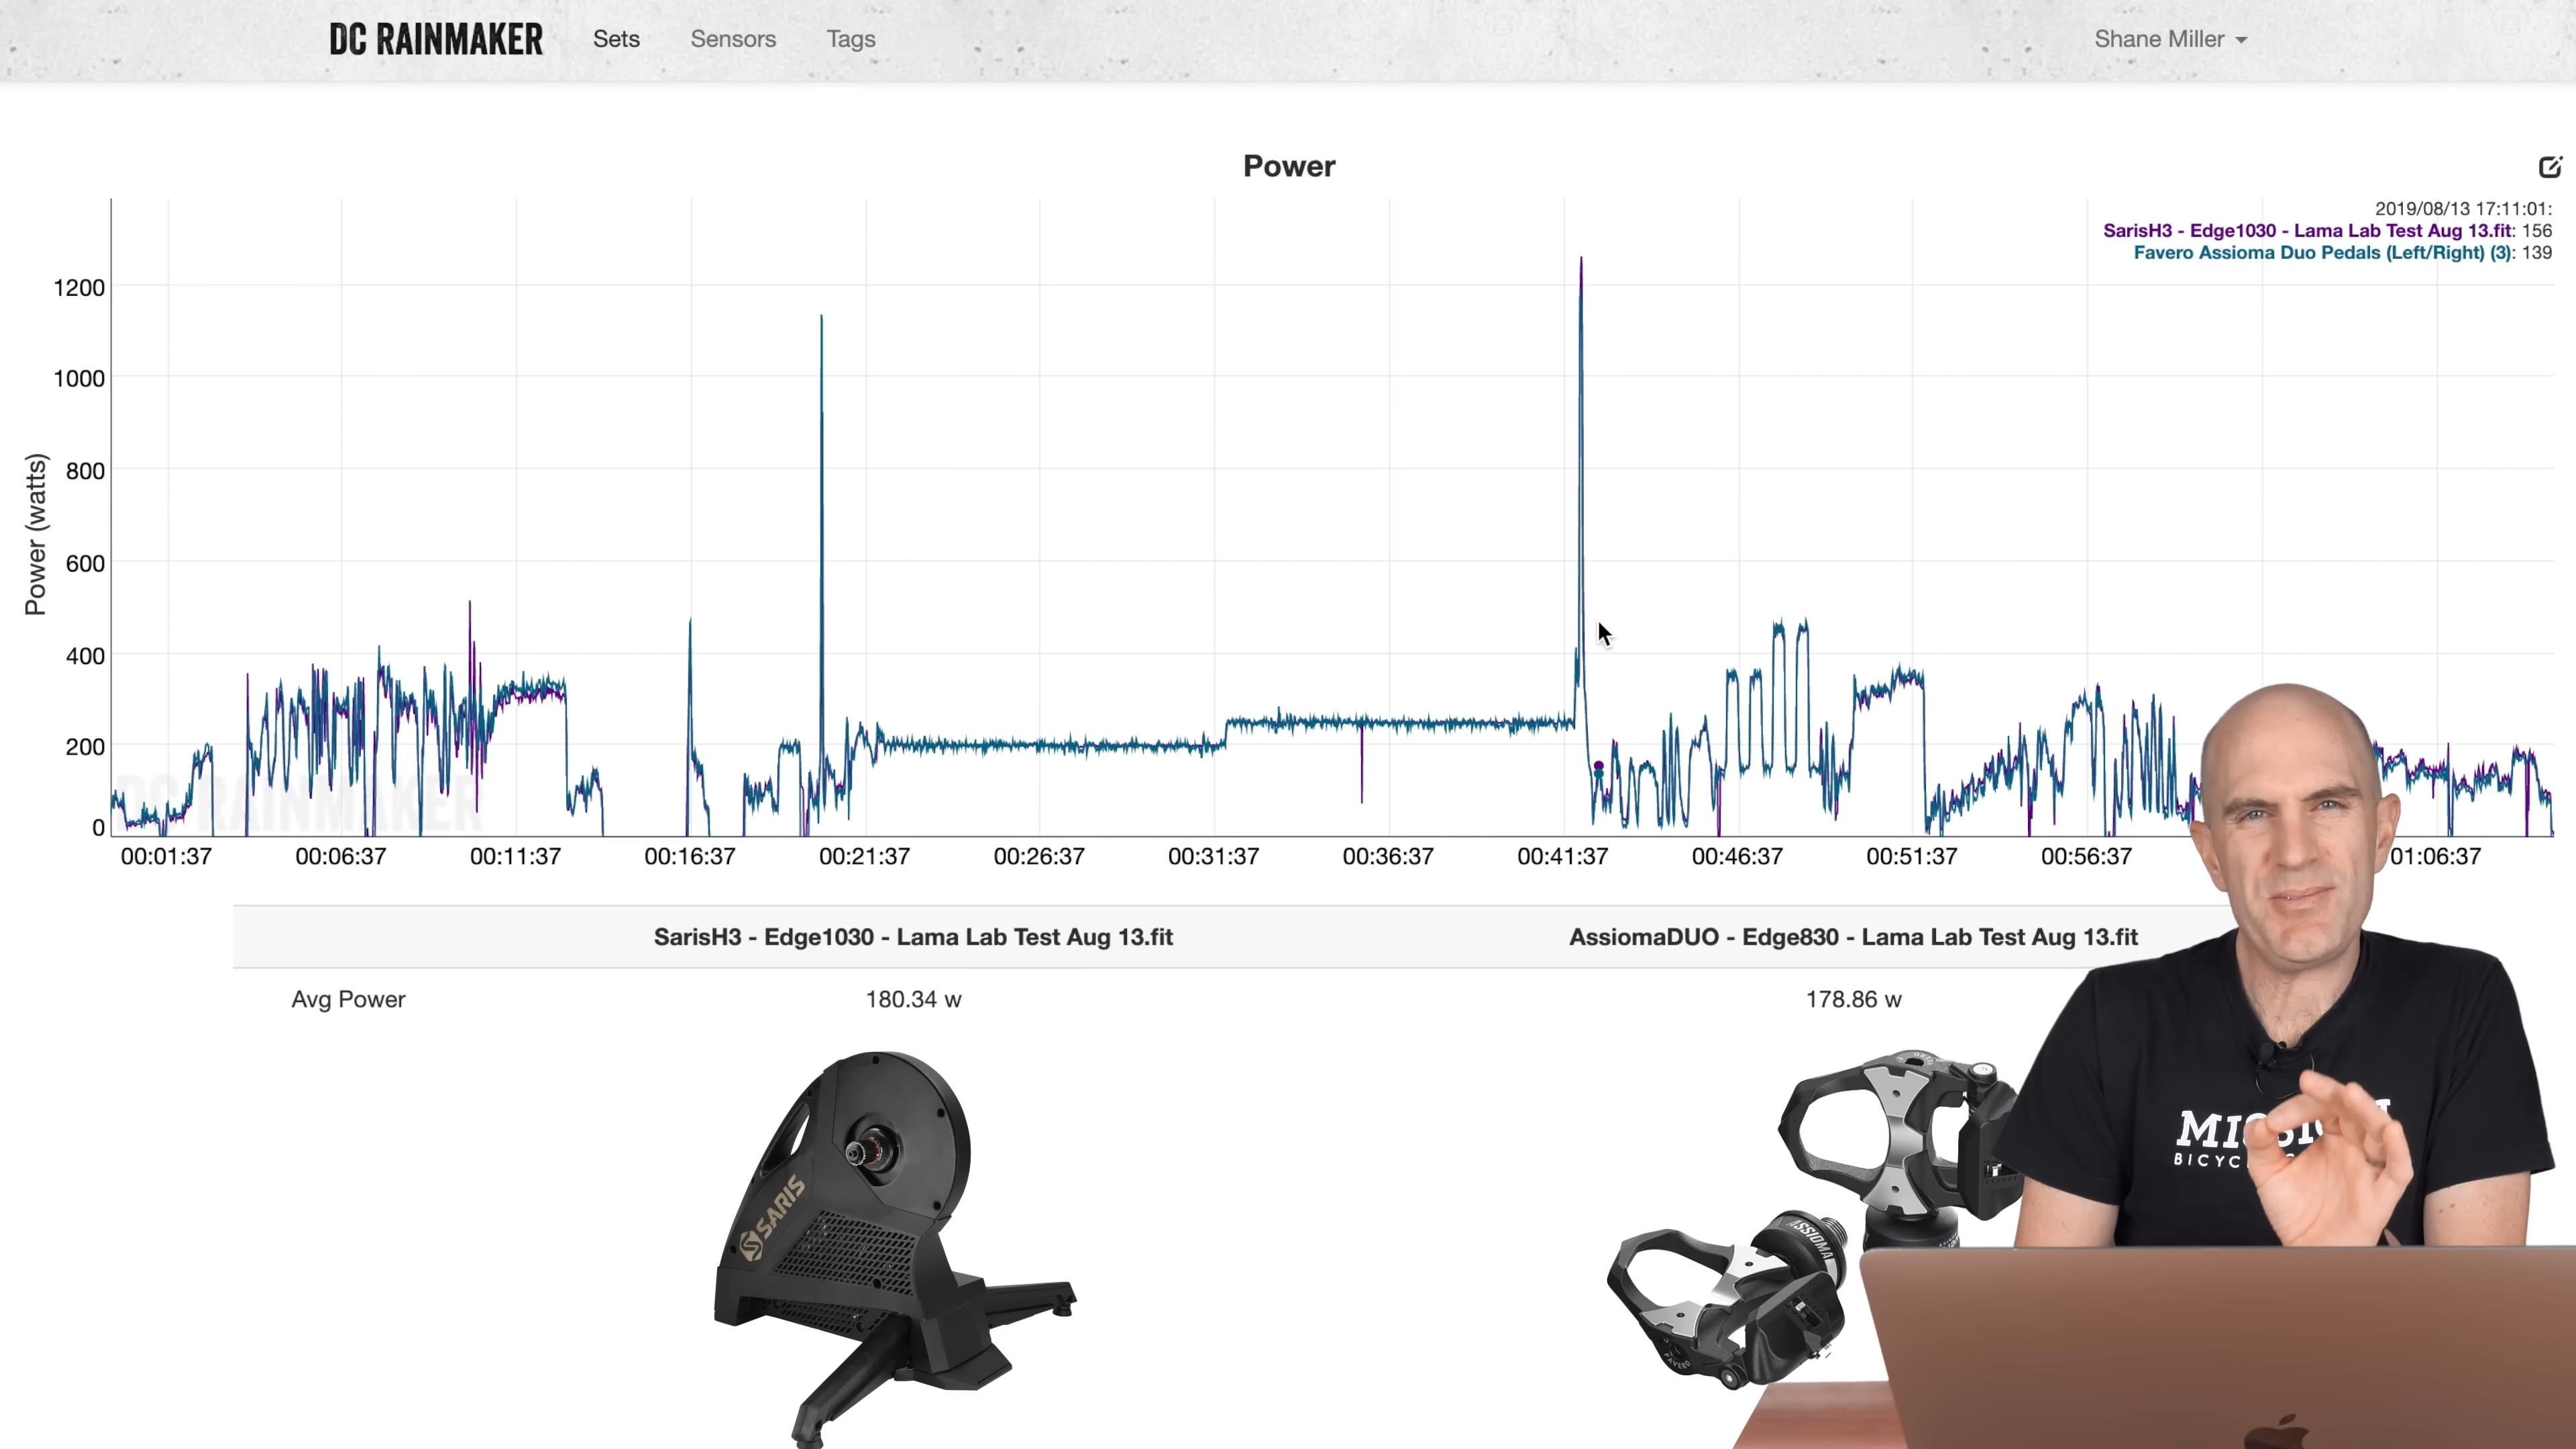 DC RAINMAKER Sets Sensors Tags Shane Miller
Power
2019/08/13 17:11:01:
SarisH3 - Edge1030 - Lama Lab Test Aug 13.fit: 156
Favero Assioma Duo Pedals (Left/Right) (3): 139
Power (watts)
1200
1000
800
600
400
200
0
DC RAINMAKER
00:01:37 00:06:37 00:11:37 00:16:37 00:21:37 00:26:37 00:31:37 00:36:37 00:41:37 00:46:37 00:51:37 00:56:37 01:06:37
SarisH3 - Edge1030 - Lama Lab Test Aug 13.fit AssiomaDUO - Edge830 - Lama Lab Test Aug 13.fit
Avg Power 180.34 w 178.86 w
SARIS
ASSIOMA
FAVERO